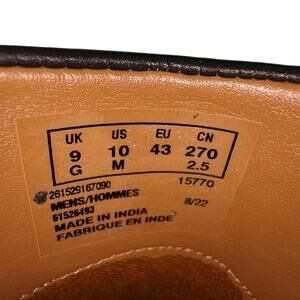 UK US EU CN
9 10 43 270
G M 2.5
261529167090 15770
MENS/HOMMES 8/22
61526493
MADE IN INDIA
FABRIQUE EN INDE